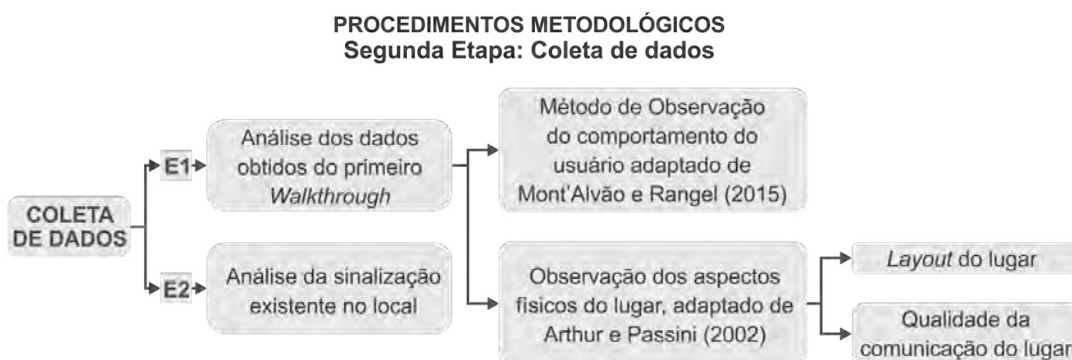 PROCEDIMENTOS METODOLÓGICOS
Segunda Etapa: Coleta de dados
COLETA
DE DADOS
E1
Análise dos dados
obtidos do primeiro
Walkthrough
Método de Observação
do comportamento do
usuário adaptado de
Mont'Alvão e Rangel (2015)
E2
Análise da sinalização
existente no local
Observação dos aspectos
físicos do lugar, adaptado de
Arthur e Passini (2002)
Layout do lugar
Qualidade da
comunicação do lugar